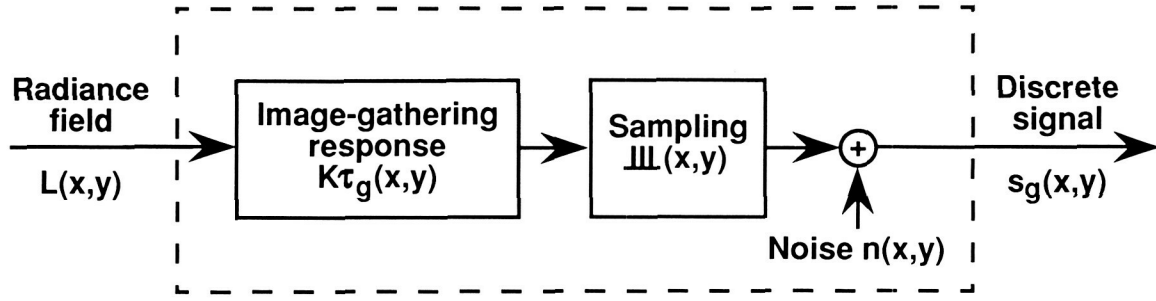 Radiance
field
L(x,y)
Image-gathering
response
Kτg(x,y)
Sampling
Ш(x,y)
+
Noise n(x,y)
Discrete
signal
sg(x,y)